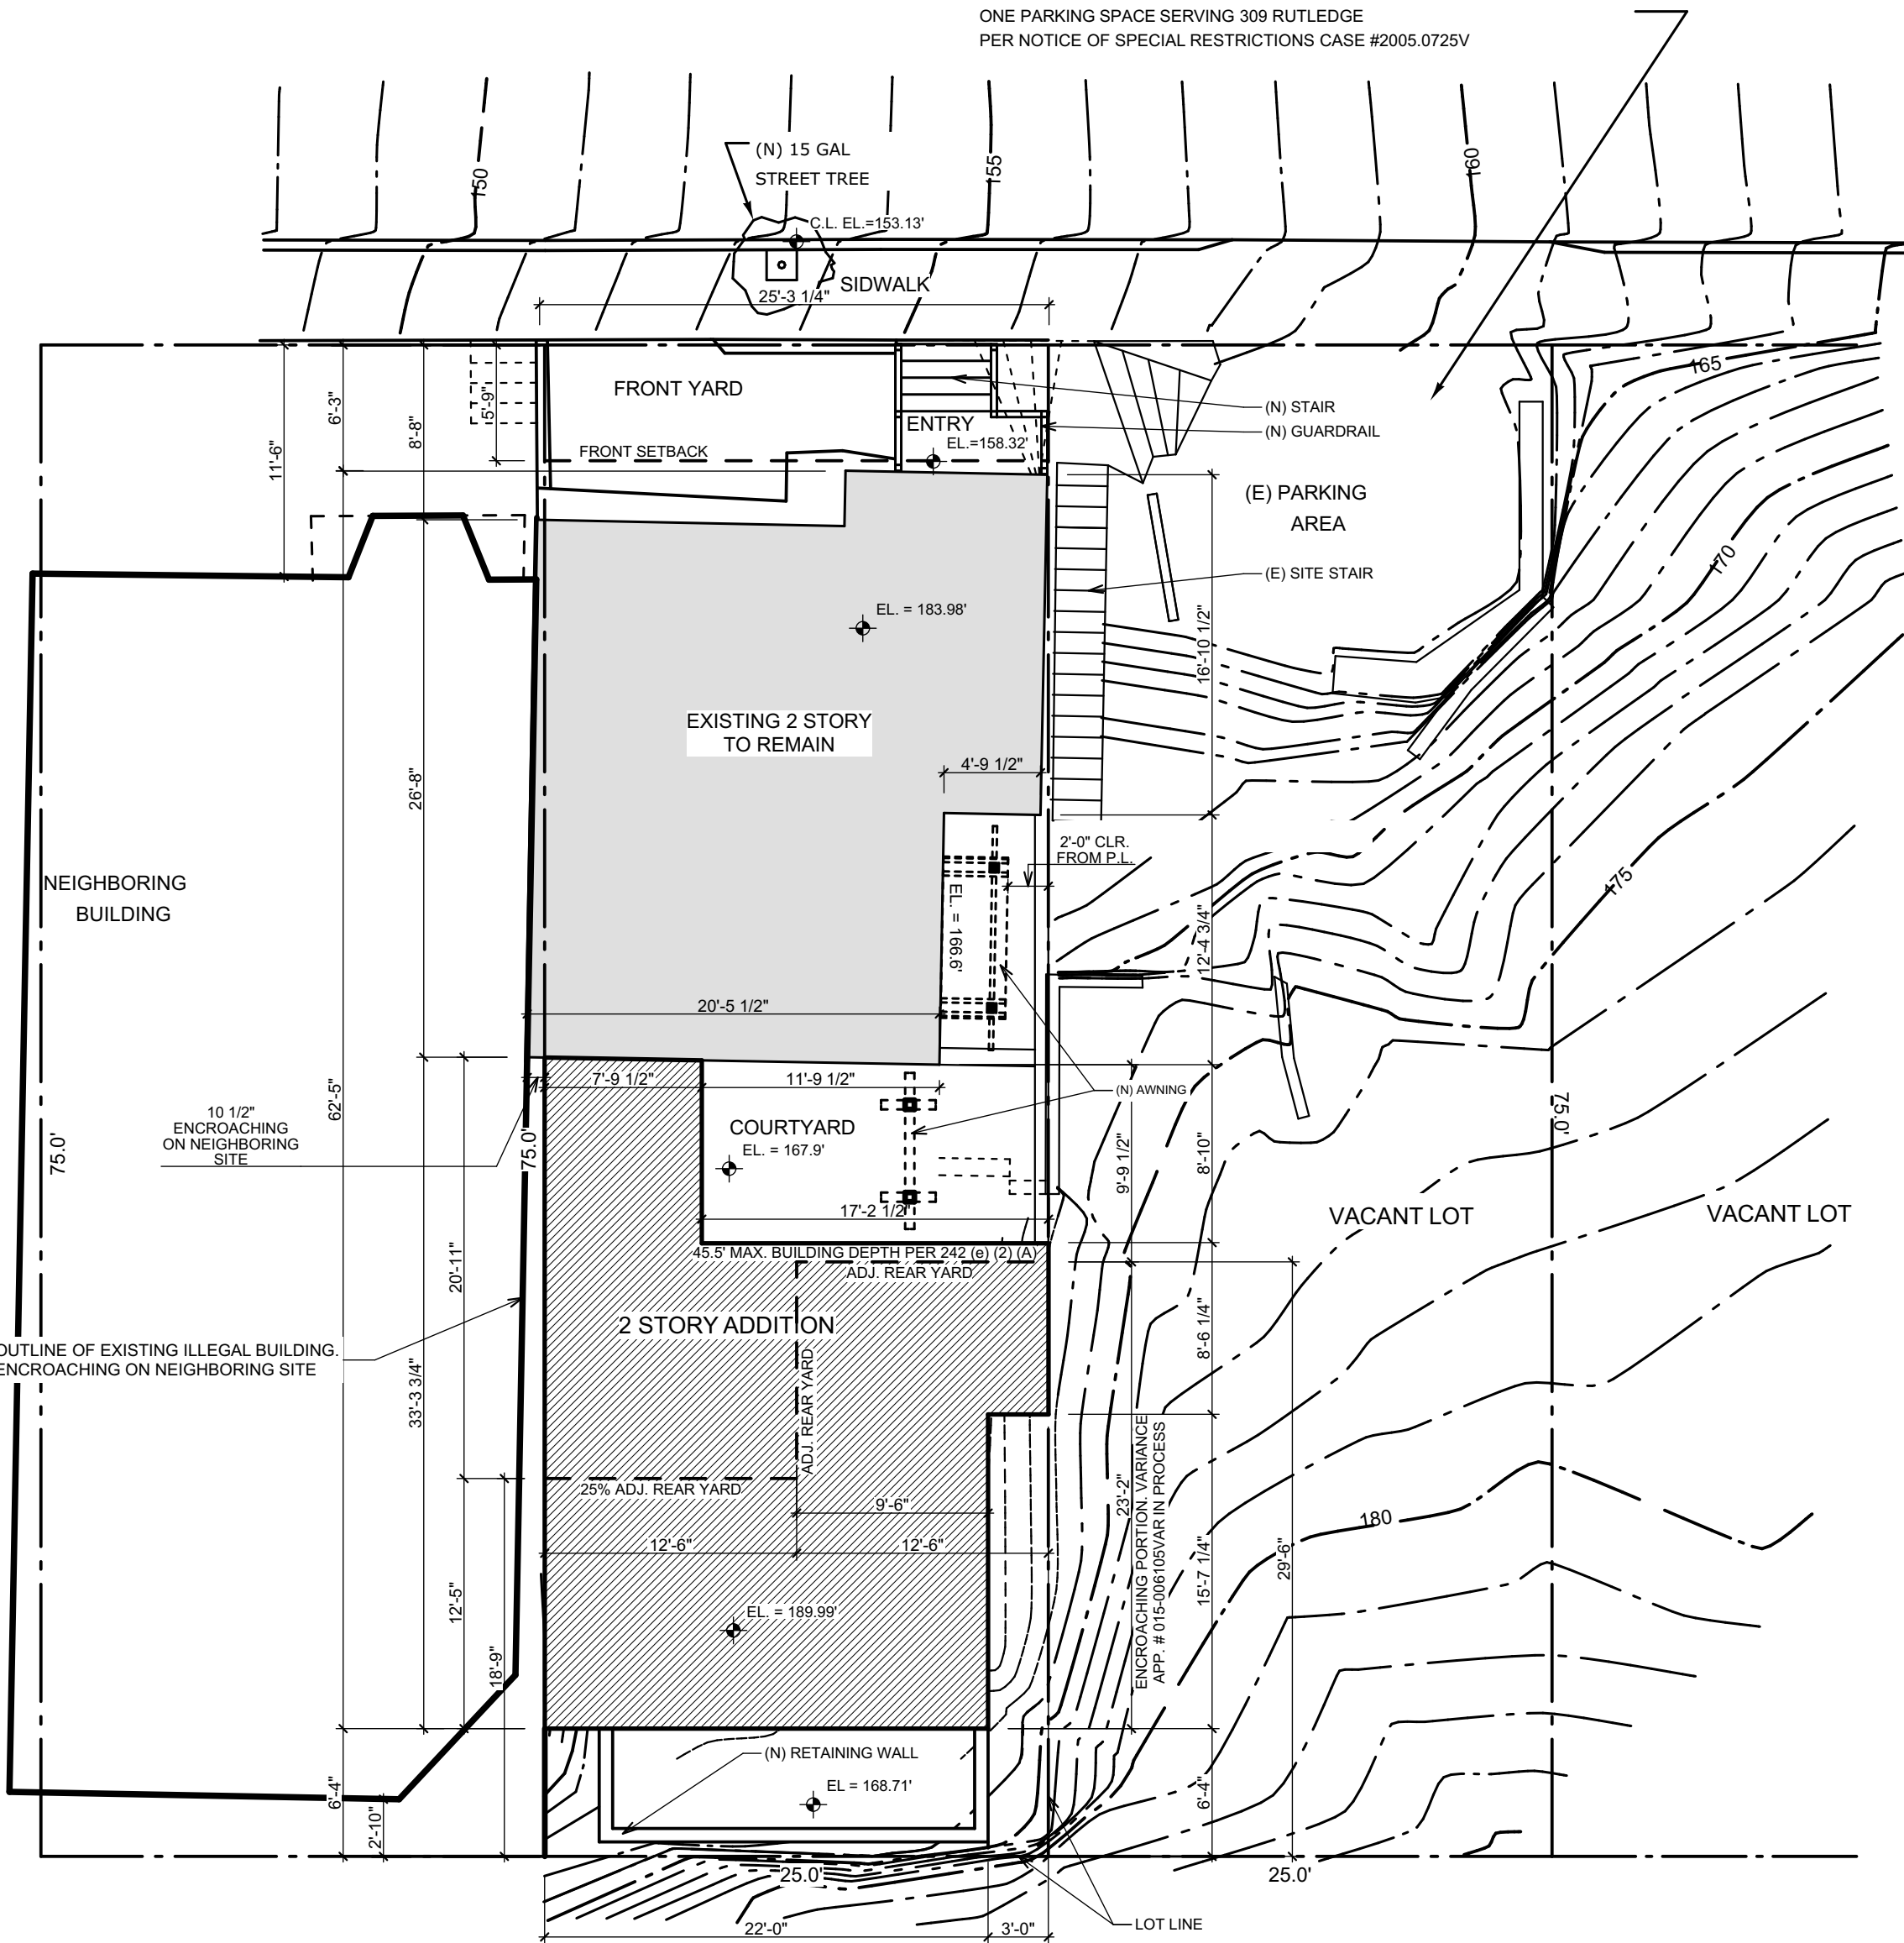 ONE PARKING SPACE SERVING 309 RUTLEDGE
PER NOTICE OF SPECIAL RESTRICTIONS CASE #2005.0725V
(N) 15 GAL
STREET TREE
150
155
160
C.L. EL.=153.13'
SIDWALK
25'-3 1/4"
FRONT YARD
165
6'-3"
5'-9"
8'-8"
11'-6"
(N) STAIR
ENTRY
(N) GUARDRAIL
EL.=158.32'
FRONT SETBACK
(E) PARKING
AREA
170
(E) SITE STAIR
EL. = 183.98'
16'-10 1/2"
EXISTING 2 STORY
TO REMAIN
4'-9 1/2"
26'-8"
2'-0" CLR.
FROM P.L.
175
NEIGHBORING
BUILDING
EL. = 166.6'
12'-4 3/4"
20'-5 1/2"
7'-9 1/2"
11'-9 1/2"
(N) AWNING
62'-5"
10 1/2"
ENCROACHING
ON NEIGHBORING
SITE
75.0'
75.0'
75.0'
COURTYARD
EL. = 167.9'
9'-9 1/2"
8'-10"
17'-2 1/2"
VACANT LOT
VACANT LOT
45.5' MAX. BUILDING DEPTH PER 242 (e) (2) (A)
ADJ. REAR YARD
20'-11"
2 STORY ADDITION
8'-6 1/4"
OUTLINE OF EXISTING ILLEGAL BUILDING.
ENCROACHING ON NEIGHBORING SITE
33'-3 3/4"
ADJ. REAR YARD
25% ADJ. REAR YARD
9'-6"
12'-6"
12'-6"
23'-2"
ENCROACHING PORTION. VARIANCE
APP. # 015-006105VAR IN PROCESS
180
15'-7 1/4"
29'-6"
12'-5"
EL. = 189.99'
18'-9"
(N) RETAINING WALL
EL = 168.71'
6'-4"
2'-10"
6'-4"
25.0'
25.0'
LOT LINE
22'-0"
3'-0"